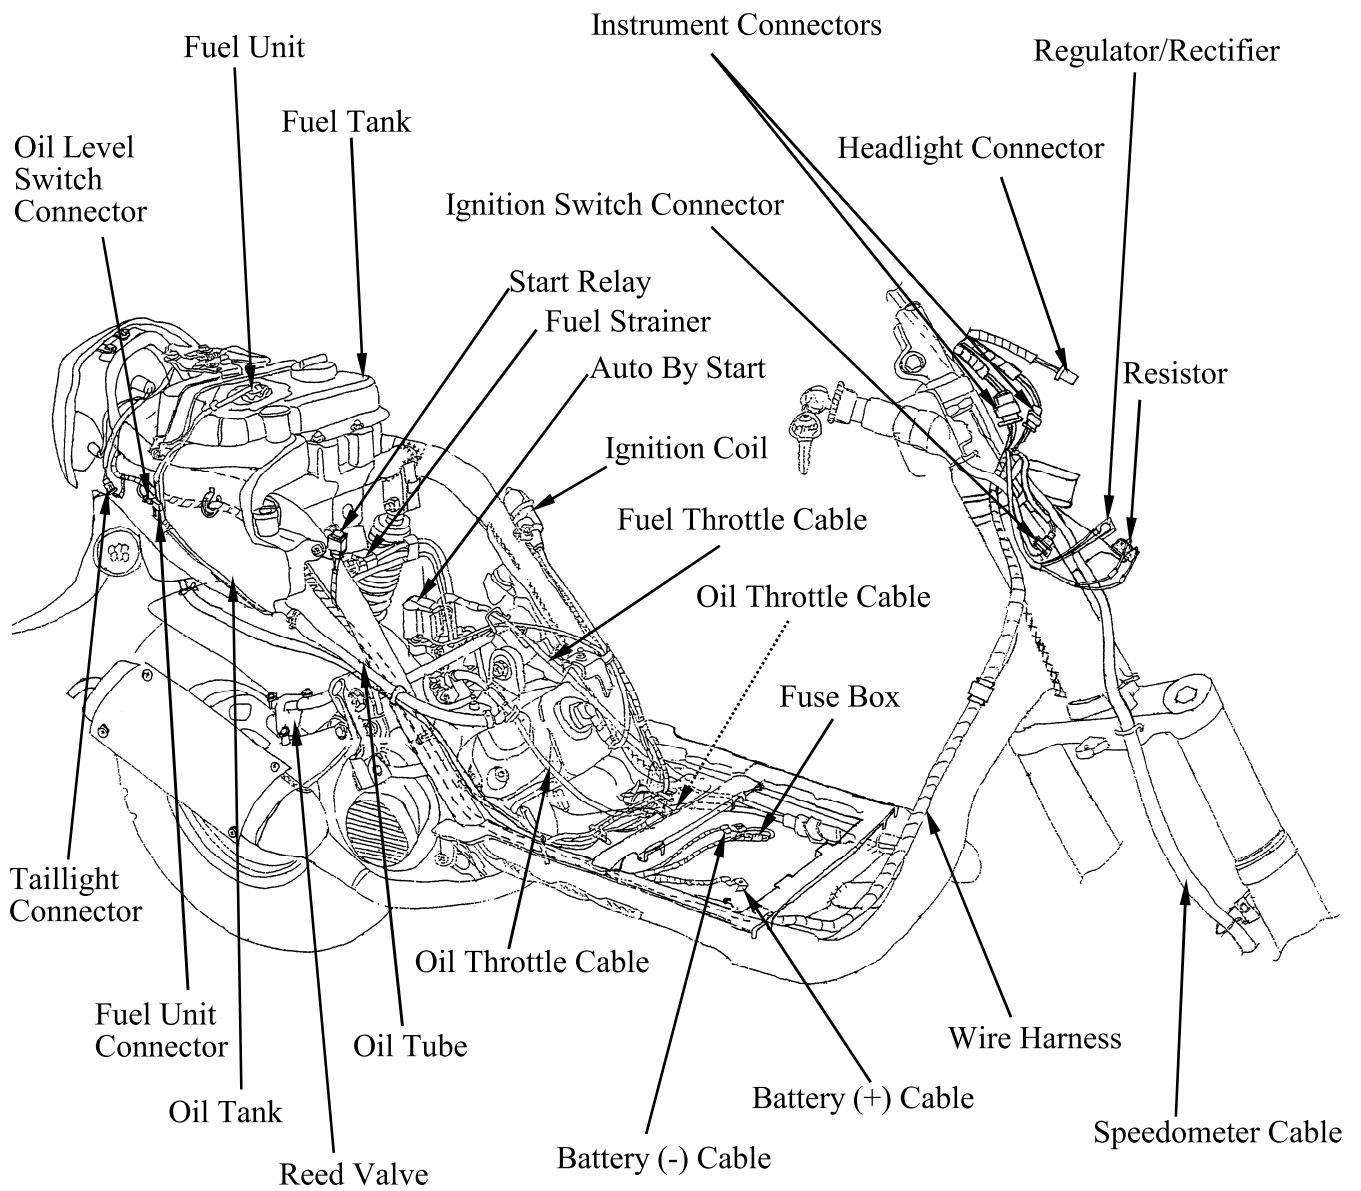 Instrument Connectors
Fuel Unit
Regulator/Rectifier
Fuel Tank
Oil Level
Switch
Connector
Headlight Connector
Ignition Switch Connector
Start Relay
Fuel Strainer
Auto By Start
Resistor
Ignition Coil
Fuel Throttle Cable
Oil Throttle Cable
Fuse Box
Taillight
Connector
Oil Throttle Cable
Fuel Unit
Connector
Oil Tube
Wire Harness
Oil Tank
Battery (+) Cable
Speedometer Cable
Battery (-) Cable
Reed Valve